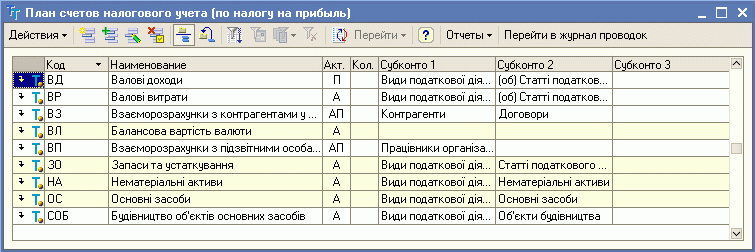 План счетов налогового учета (по налогу на прибыль)
Действия Перейти ? Отчеты Перейти в журнал проводок
Код Наименование Акт. Кол. Субконто 1 Субконто 2 Субконто 3
ВД Валові доходи П Види податкової дія... (об) Статті податков...
ВР Валові витрати А Види податкової дія... (об) Статті податков...
ВЗ Взаєморозрахунки з контрагентами у ... АП Контрагенти Договори
ВЛ Балансова вартість валюти А
ВП Взаєморозрахунки з підзвітними особа... АП Працівники організа...
ЗО Запаси та устаткування А Види податкової дія... Статті податкового ...
НА Нематеріальні активи А Види податкової дія... Нематеріальні активи
ОС Основні засоби А Види податкової дія... Основні засоби
СОБ Будівництво об'єктів основних засобів А Види податкової дія... Об'єкти будівництва